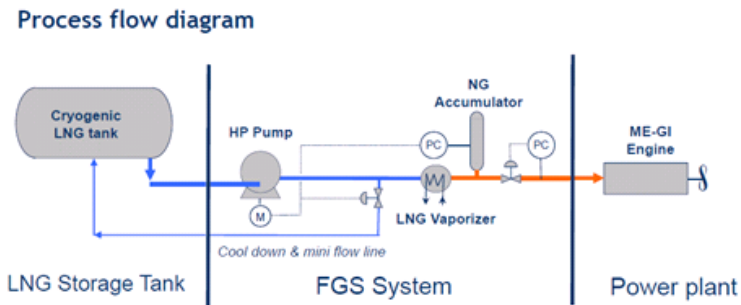 Process flow diagram
Cryogenic
LNG tank
HP Pump
M
PC
NG
Accumulator
PC
LNG Vaporizer
ME-GI
Engine
Cool down & mini flow line
LNG Storage Tank
FGS System
Power plant